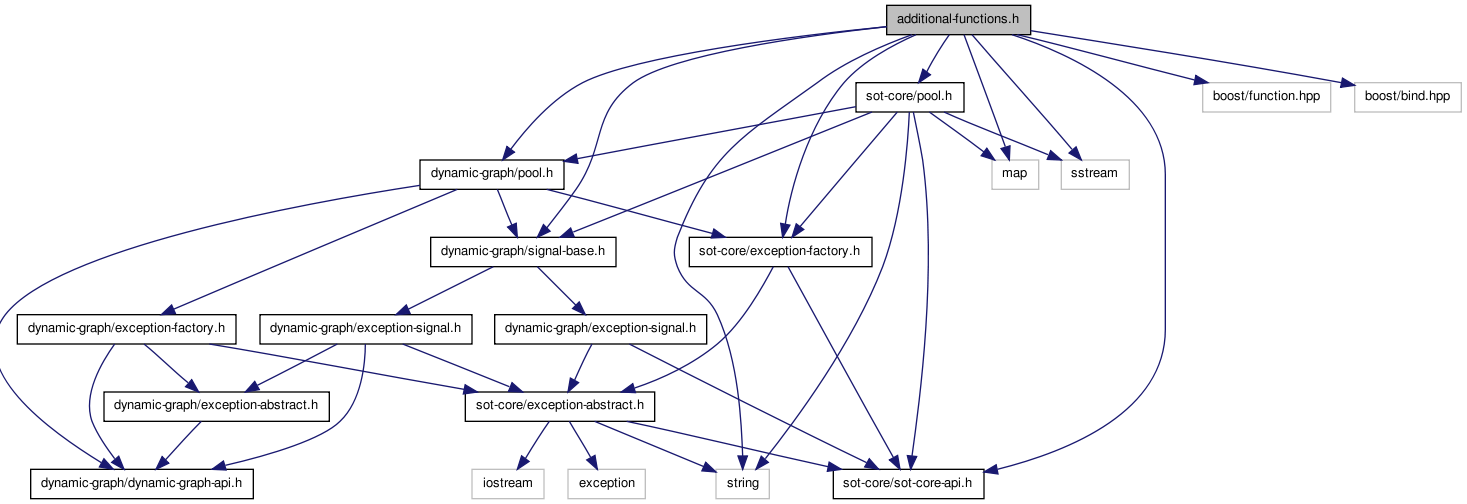 additional-functions.h
sot-core/pool.h
boost/function.hpp
boost/bind.hpp
dynamic-graph/pool.h
map
sstream
dynamic-graph/signal-base.h
sot-core/exception-factory.h
dynamic-graph/exception-factory.h
dynamic-graph/exception-signal.h
dynamic-graph/exception-signal.h
dynamic-graph/exception-abstract.h
sot-core/exception-abstract.h
dynamic-graph/dynamic-graph-api.h
iostream
exception
string
sot-core/sot-core-api.h